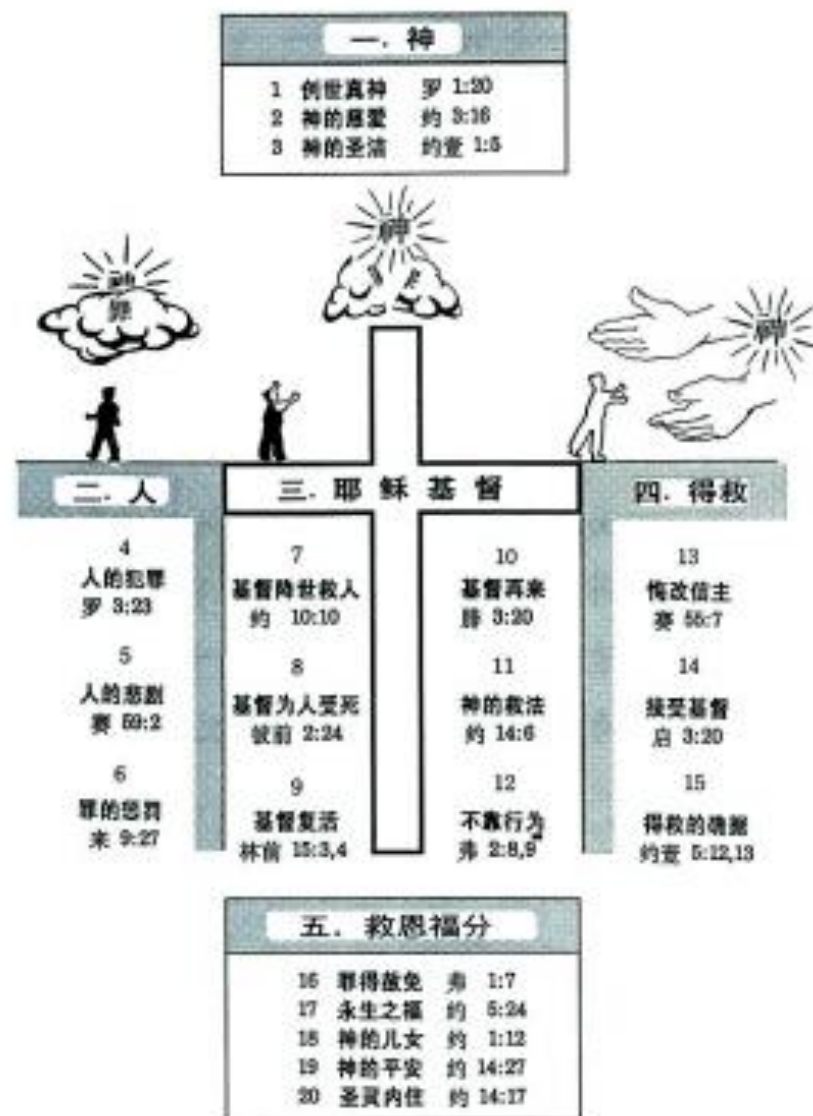 一. 神
1 创世真神 罗 1:20
2 神的慈爱 约 3:16
3 神的圣洁 约壹 1:5
神
罪
神
神
二. 人
三. 耶稣基督
四. 得救
4
人的犯罪
罗 3:23
5
人的悲剧
赛 59:2
6
罪的惩罚
来 9:27
7
基督降世救人
约 10:10
8
基督为人受死
彼前 2:24
9
基督复活
林前 15:3,4
10
基督再来
腓 3:20
11
神的救法
约 14:6
12
不靠行为
弗 2:8,9
13
悔改信主
赛 55:7
14
接受基督
启 3:20
15
得救的确据
约壹 5:12,13
五. 救恩福分
16 罪得赦免 弗 1:7
17 永生之福 约 5:24
18 神的儿女 约 1:12
19 神的平安 约 14:27
20 圣灵内住 约 14:17